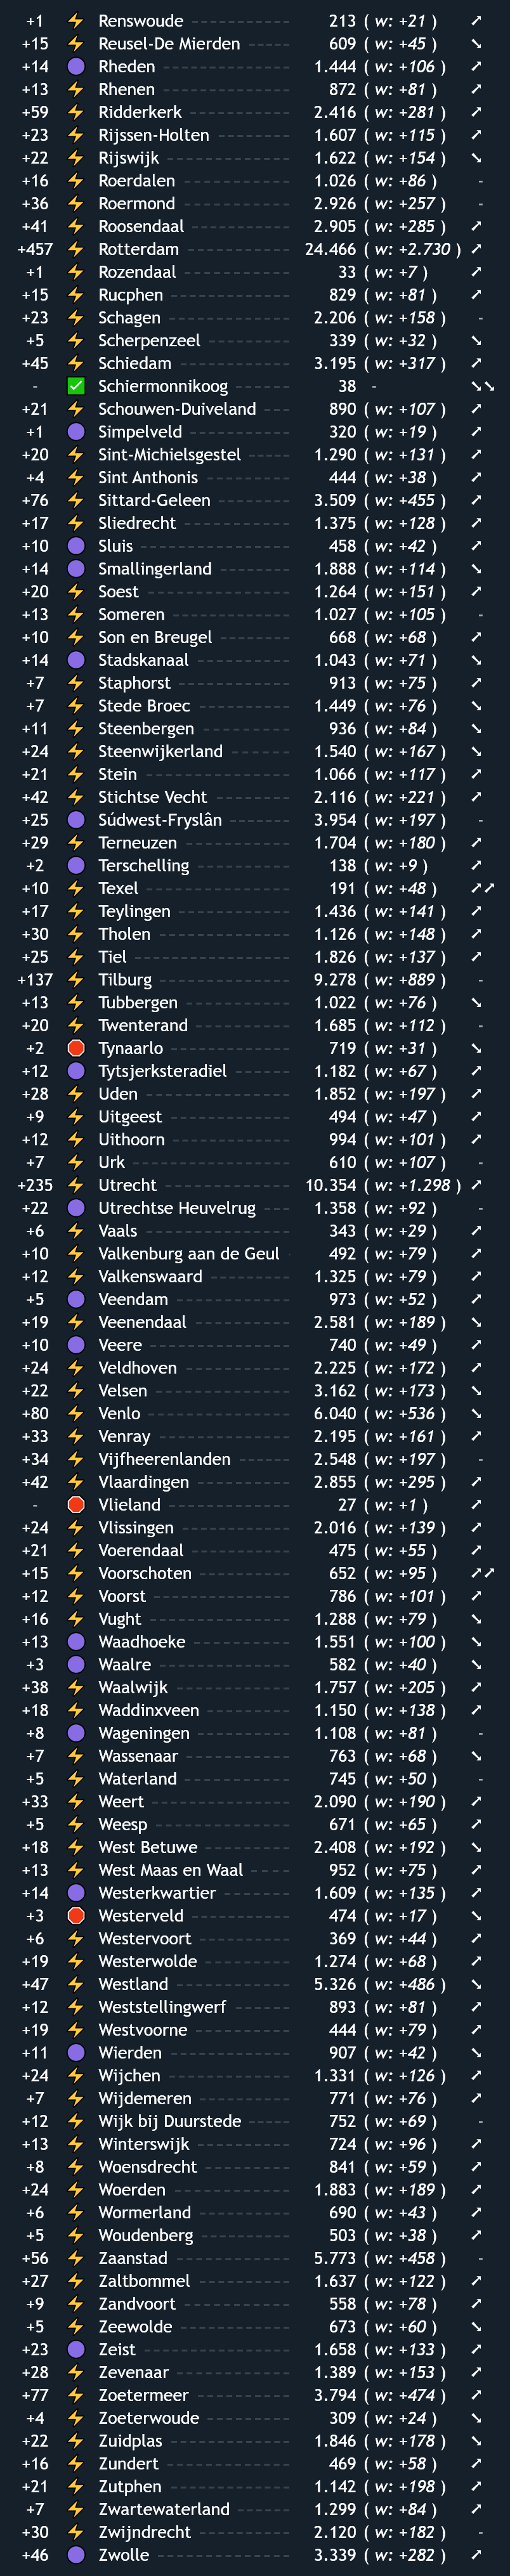 +1 ⚡ Renswoude 213 ( w: +21 ) ↗
+15 ⚡ Reusel-De Mierden 609 ( w: +45 ) ↘
+14 🟣 Rheden 1.444 ( w: +106 ) ↗
+13 ⚡ Rhenen 872 ( w: +81 ) ↗
+59 ⚡ Ridderkerk 2.416 ( w: +281 ) ↗
+23 ⚡ Rijssen-Holten 1.607 ( w: +115 ) ↗
+22 ⚡ Rijswijk 1.622 ( w: +154 ) ↘
+16 ⚡ Roerdalen 1.026 ( w: +86 ) -
+36 ⚡ Roermond 2.926 ( w: +257 ) -
+41 ⚡ Roosendaal 2.905 ( w: +285 ) ↗
+457 ⚡ Rotterdam 24.466 ( w: +2.730 ) ↗
+1 ⚡ Rozendaal 33 ( w: +7 ) ↗
+15 ⚡ Rucphen 829 ( w: +81 ) ↗
+23 ⚡ Schagen 2.206 ( w: +158 ) -
+5 ⚡ Scherpenzeel 339 ( w: +32 ) ↘
+45 ⚡ Schiedam 3.195 ( w: +317 ) ↗
- ✅ Schiermonnikoog 38 - ↘↘
+21 ⚡ Schouwen-Duiveland 890 ( w: +107 ) ↗
+1 🟣 Simpelveld 320 ( w: +19 ) ↗
+20 ⚡ Sint-Michielsgestel 1.290 ( w: +131 ) ↗
+4 ⚡ Sint Anthonis 444 ( w: +38 ) ↗
+76 ⚡ Sittard-Geleen 3.509 ( w: +455 ) ↗
+17 ⚡ Sliedrecht 1.375 ( w: +128 ) ↗
+10 🟣 Sluis 458 ( w: +42 ) ↗
+14 🟣 Smallingerland 1.888 ( w: +114 ) ↘
+20 ⚡ Soest 1.264 ( w: +151 ) ↗
+13 ⚡ Someren 1.027 ( w: +105 ) -
+10 ⚡ Son en Breugel 668 ( w: +68 ) ↗
+14 🟣 Stadskanaal 1.043 ( w: +71 ) ↘
+7 ⚡ Staphorst 913 ( w: +75 ) ↗
+7 ⚡ Stede Broec 1.449 ( w: +76 ) ↘
+11 ⚡ Steenbergen 936 ( w: +84 ) ↘
+24 ⚡ Steenwijkerland 1.540 ( w: +167 ) ↘
+21 ⚡ Stein 1.066 ( w: +117 ) ↗
+42 ⚡ Stichtse Vecht 2.116 ( w: +221 ) ↗
+25 🟣 Súdwest-Fryslân 3.954 ( w: +197 ) -
+29 ⚡ Terneuzen 1.704 ( w: +180 ) ↗
+2 🟣 Terschelling 138 ( w: +9 ) ↗
+10 ⚡ Texel 191 ( w: +48 ) ↗↗
+17 ⚡ Teylingen 1.436 ( w: +141 ) ↗
+30 ⚡ Tholen 1.126 ( w: +148 ) ↗
+25 ⚡ Tiel 1.826 ( w: +137 ) ↗
+137 ⚡ Tilburg 9.278 ( w: +889 ) -
+13 ⚡ Tubbergen 1.022 ( w: +76 ) ↘
+20 ⚡ Twenterand 1.685 ( w: +112 ) -
+2 🛑 Tynaarlo 719 ( w: +31 ) ↘
+12 🟣 Tytsjerksteradiel 1.182 ( w: +67 ) ↗
+28 ⚡ Uden 1.852 ( w: +197 ) ↗
+9 ⚡ Uitgeest 494 ( w: +47 ) ↗
+12 ⚡ Uithoorn 994 ( w: +101 ) ↗
+7 ⚡ Urk 610 ( w: +107 ) -
+235 ⚡ Utrecht 10.354 ( w: +1.298 ) ↗
+22 🟣 Utrechtse Heuvelrug 1.358 ( w: +92 ) -
+6 ⚡ Vaals 343 ( w: +29 ) ↗
+10 ⚡ Valkenburg aan de Geul 492 ( w: +79 ) ↗
+12 ⚡ Valkenswaard 1.325 ( w: +79 ) ↗
+5 🟣 Veendam 973 ( w: +52 ) ↗
+19 ⚡ Veenendaal 2.581 ( w: +189 ) ↘
+10 🟣 Veere 740 ( w: +49 ) ↗
+24 ⚡ Veldhoven 2.225 ( w: +172 ) ↗
+22 ⚡ Velsen 3.162 ( w: +173 ) ↘
+80 ⚡ Venlo 6.040 ( w: +536 ) ↘
+33 ⚡ Venray 2.195 ( w: +161 ) ↗
+34 ⚡ Vijfheerenlanden 2.548 ( w: +197 ) -
+42 ⚡ Vlaardingen 2.855 ( w: +295 ) ↗
- 🛑 Vlieland 27 ( w: +1 ) ↗
+24 ⚡ Vlissingen 2.016 ( w: +139 ) ↗
+21 ⚡ Voerendaal 475 ( w: +55 ) ↗
+15 ⚡ Voorschoten 652 ( w: +95 ) ↗↗
+12 ⚡ Voorst 786 ( w: +101 ) ↗
+16 ⚡ Vught 1.288 ( w: +79 ) ↘
+13 🟣 Waadhoeke 1.551 ( w: +100 ) ↘
+3 🟣 Waalre 582 ( w: +40 ) ↘
+38 ⚡ Waalwijk 1.757 ( w: +205 ) ↗
+18 ⚡ Waddinxveen 1.150 ( w: +138 ) ↗
+8 🟣 Wageningen 1.108 ( w: +81 ) -
+7 ⚡ Wassenaar 763 ( w: +68 ) ↘
+5 ⚡ Waterland 745 ( w: +50 ) -
+33 ⚡ Weert 2.090 ( w: +190 ) ↗
+5 ⚡ Weesp 671 ( w: +65 ) ↗
+18 ⚡ West Betuwe 2.408 ( w: +192 ) ↘
+13 ⚡ West Maas en Waal 952 ( w: +75 ) ↗
+14 🟣 Westerkwartier 1.609 ( w: +135 ) ↗
+3 🛑 Westerveld 474 ( w: +17 ) ↘
+6 ⚡ Westervoort 369 ( w: +44 ) ↗
+19 ⚡ Westerwolde 1.274 ( w: +68 ) ↗
+47 ⚡ Westland 5.326 ( w: +486 ) ↘
+12 ⚡ Weststellingwerf 893 ( w: +81 ) ↗
+19 ⚡ Westvoorne 444 ( w: +79 ) ↗
+11 🟣 Wierden 907 ( w: +42 ) ↘
+24 ⚡ Wijchen 1.331 ( w: +126 ) ↗
+7 ⚡ Wijdemeren 771 ( w: +76 ) ↗
+12 ⚡ Wijk bij Duurstede 752 ( w: +69 ) -
+13 ⚡ Winterswijk 724 ( w: +96 ) ↗
+8 ⚡ Woensdrecht 841 ( w: +59 ) ↗
+24 ⚡ Woerden 1.883 ( w: +189 ) ↗
+6 ⚡ Wormerland 690 ( w: +43 ) ↗
+5 ⚡ Woudenberg 503 ( w: +38 ) ↗
+56 ⚡ Zaanstad 5.773 ( w: +458 ) -
+27 ⚡ Zaltbommel 1.637 ( w: +122 ) ↗
+9 ⚡ Zandvoort 558 ( w: +78 ) ↗
+5 ⚡ Zeewolde 673 ( w: +60 ) ↘
+23 🟣 Zeist 1.658 ( w: +133 ) ↗
+28 ⚡ Zevenaar 1.389 ( w: +153 ) ↗
+77 ⚡ Zoetermeer 3.794 ( w: +474 ) ↗
+4 ⚡ Zoeterwoude 309 ( w: +24 ) ↘
+22 ⚡ Zuidplas 1.846 ( w: +178 ) ↘
+16 ⚡ Zundert 469 ( w: +58 ) ↗
+21 ⚡ Zutphen 1.142 ( w: +198 ) ↗
+7 ⚡ Zwartewaterland 1.299 ( w: +84 ) ↗
+30 ⚡ Zwijndrecht 2.120 ( w: +182 ) -
+46 🟣 Zwolle 3.339 ( w: +282 ) ↗